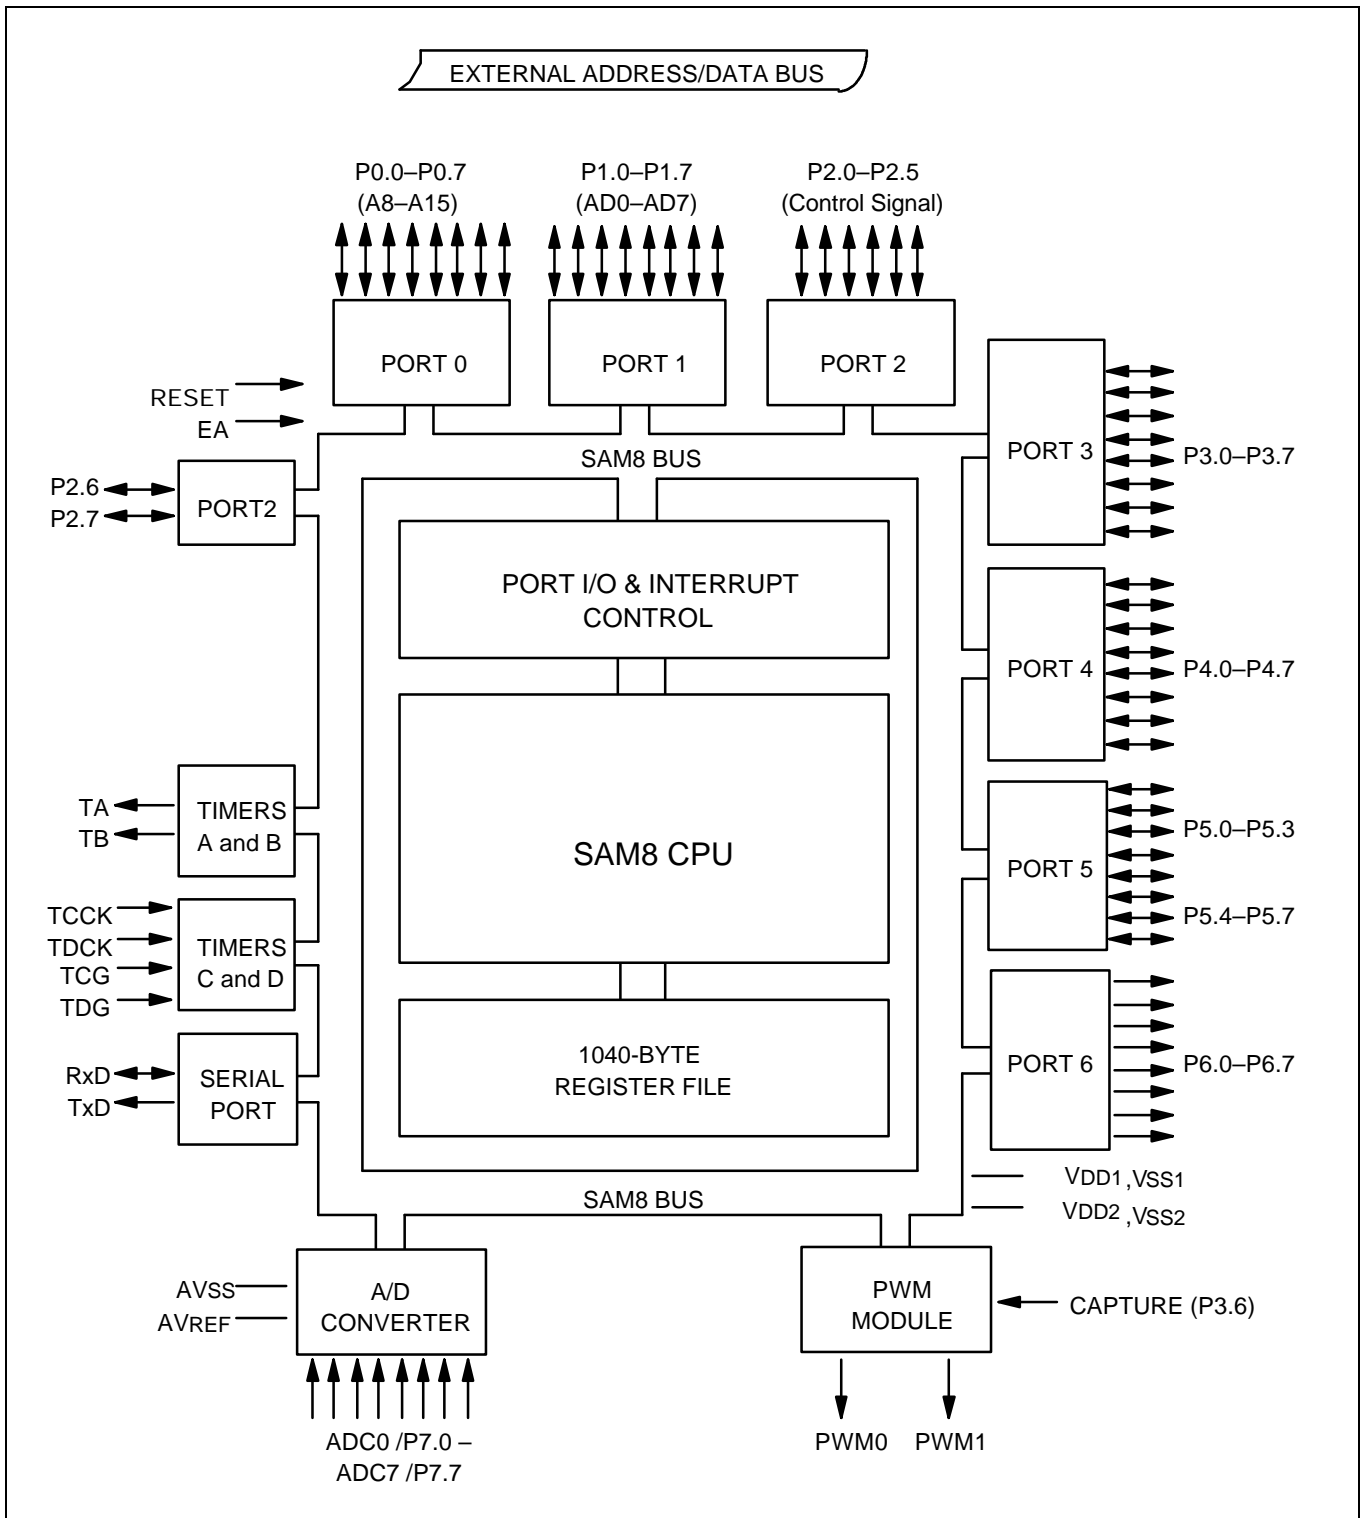 EXTERNAL ADDRESS/DATA BUS
P0.0–P0.7
(A8–A15)
P1.0–P1.7
(AD0–AD7)
P2.0–P2.5
(Control Signal)
PORT 0
PORT 1
PORT 2
RESET
EA
SAM8 BUS
PORT 3
P3.0–P3.7
P2.6
P2.7
PORT2
PORT I/O & INTERRUPT
CONTROL
PORT 4
P4.0–P4.7
TA
TB
TIMERS
A and B
SAM8 CPU
PORT 5
P5.0–P5.3
P5.4–P5.7
TCCK
TDCK
TCG
TDG
TIMERS
C and D
1040-BYTE
REGISTER FILE
PORT 6
P6.0–P6.7
RxD
TxD
SERIAL
PORT
VDD1 ,VSS1
VDD2 ,VSS2
SAM8 BUS
AVSS
AVREF
A/D
CONVERTER
PWM
MODULE
CAPTURE (P3.6)
ADC0 /P7.0 –
ADC7 /P7.7
PWM0
PWM1